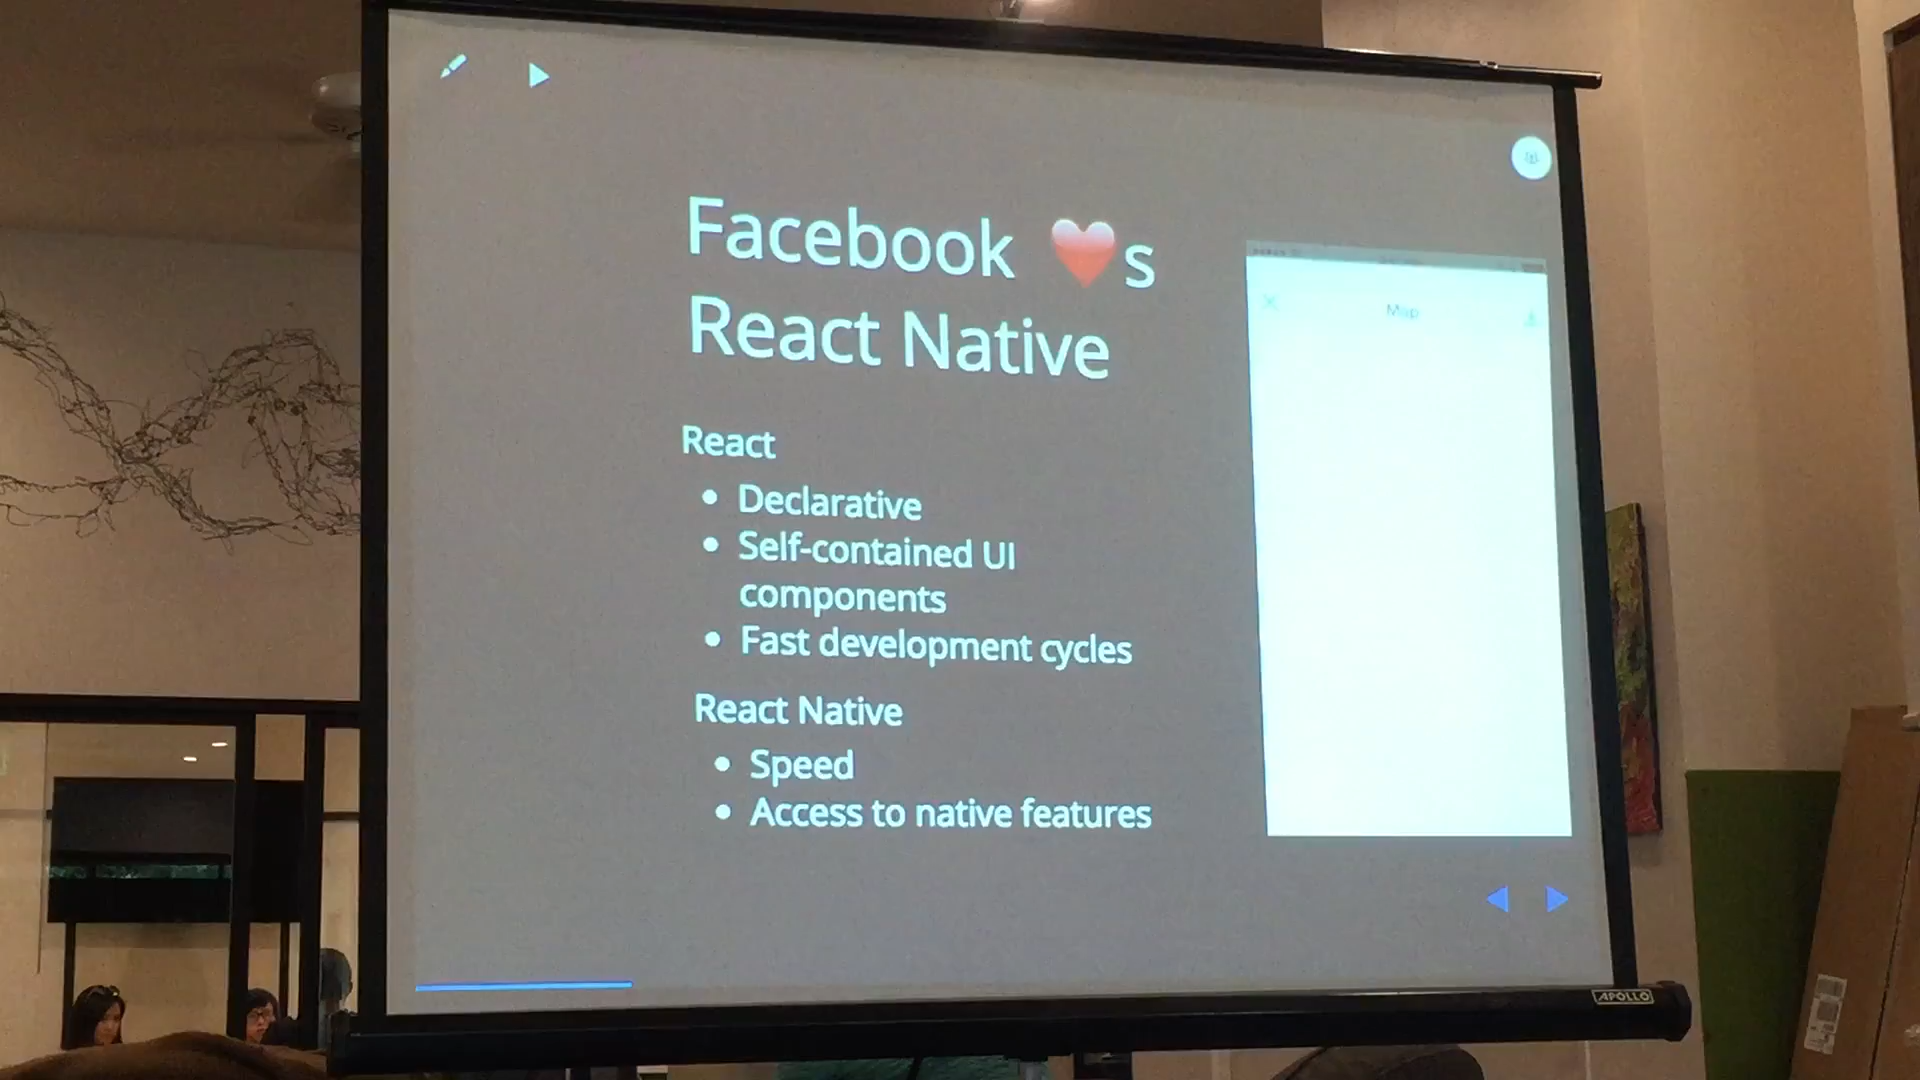 Facebook ❤️s
React Native
Map
React
• Declarative
• Self-contained UI
components
• Fast development cycles
React Native
• Speed
• Access to native features
APOLLO